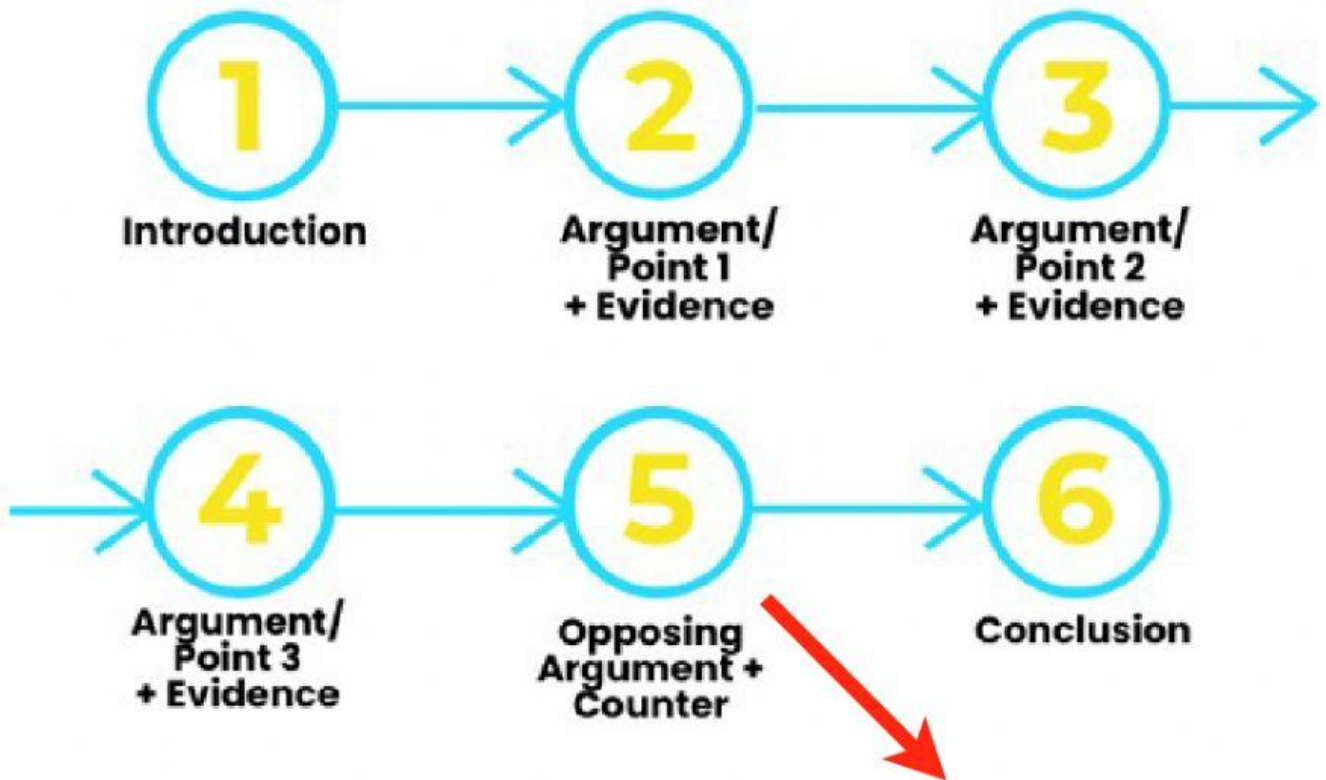 1
2
3
Introduction
Argument/
Point 1
+ Evidence
Argument/
Point 2
+ Evidence
4
5
6
Argument/
Point 3
+ Evidence
Opposing
Argument +
Counter
Conclusion